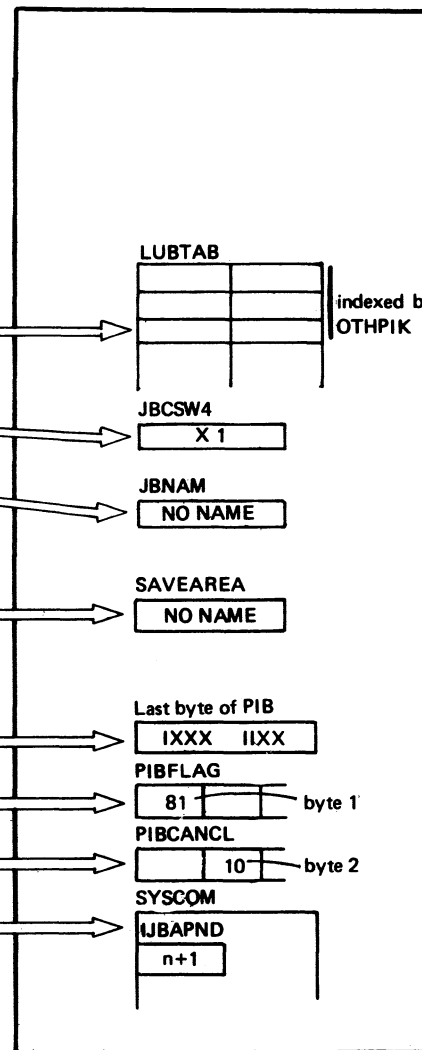 LUBTAB
indexed b
OTHPIK
JBCSW4
X 1
JBNAM
NO NAME
SAVEAREA
NO NAME
Last byte of PIB
IXXX IIXX
PIBFLAG
81 byte 1
PIBCANCL
10 byte 2
SYSCOM
IJBAPND
n+1